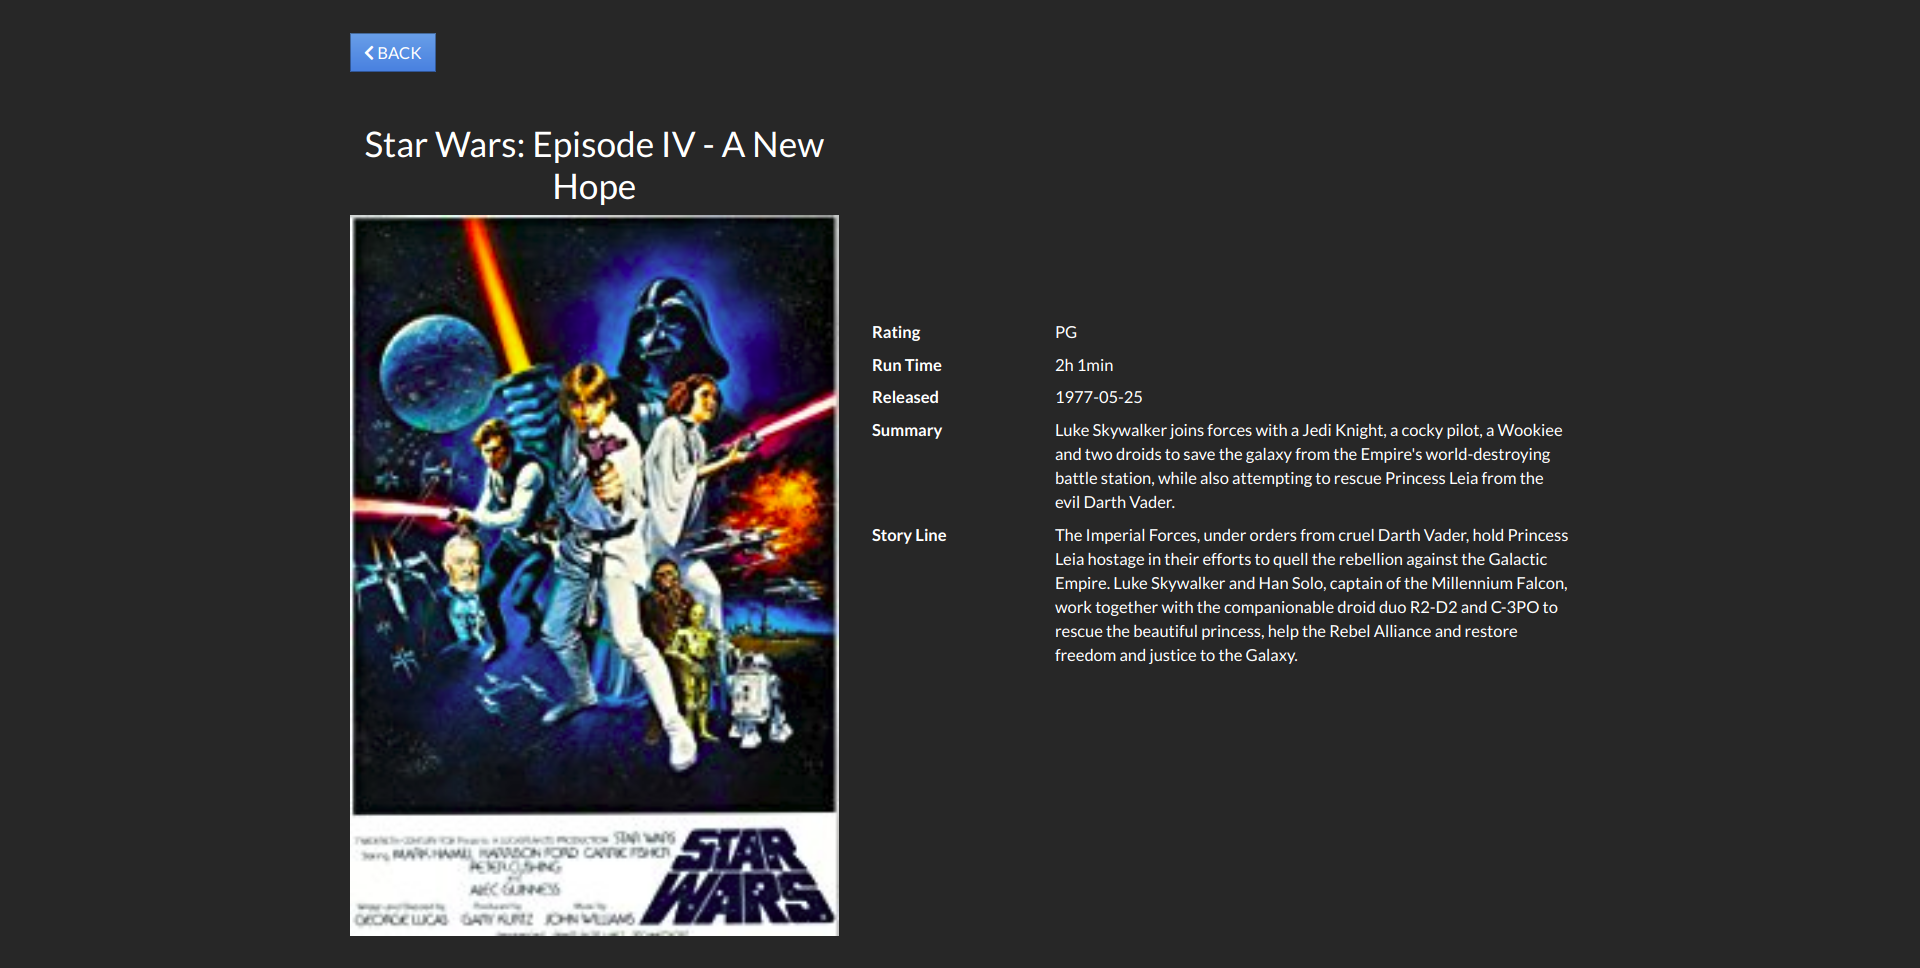 BACK
Star Wars: Episode IV - A New
Hope
Rating PG
Run Time 2h 1min
Released 1977-05-25
Summary Luke Skywalker joins forces with a Jedi Knight, a cocky pilot, a Wookiee
and two droids to save the galaxy from the Empire's world-destroying
battle station, while also attempting to rescue Princess Leia from the
evil Darth Vader.
Story Line The Imperial Forces, under orders from cruel Darth Vader, hold Princess
Leia hostage in their efforts to quell the rebellion against the Galactic
Empire. Luke Skywalker and Han Solo, captain of the Millennium Falcon,
work together with the companionable droid duo R2-D2 and C-3PO to
rescue the beautiful princess, help the Rebel Alliance and restore
freedom and justice to the Galaxy.
TWENTIETH CENTURY-FOX Presents A LUCASFILM LTD. PRODUCTION STAR WARS
Starring MARK HAMILL HARRISON FORD CARRIE FISHER
PETER CUSHING
and
ALEC GUINNESS
Written and Directed by Produced by Music by
GEORGE LUCAS GARY KURTZ JOHN WILLIAMS
STAR
WARS